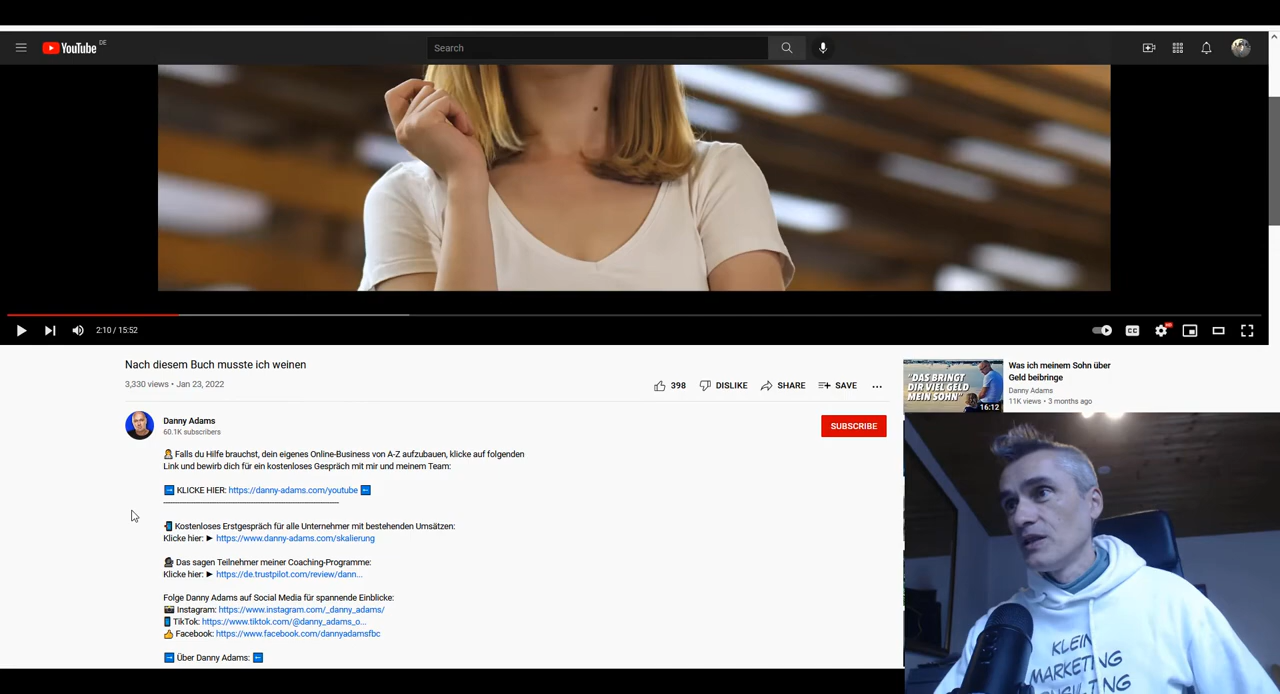 YouTube DE
Search
2:10 / 15:52
CC
Nach diesem Buch musste ich weinen
3,330 views • Jan 23, 2022
398
DISLIKE
SHARE
SAVE
Danny Adams
60.1K subscribers
SUBSCRIBE
Falls du Hilfe brauchst, dein eigenes Online-Business von A-Z aufzubauen, klicke auf folgenden
Link und bewirb dich für ein kostenloses Gespräch mit mir und meinem Team:
KLICKE HIER: https://danny-adams.com/youtube
Kostenloses Erstgespräch für alle Unternehmer mit bestehenden Umsätzen:
Klicke hier: ► https://www.danny-adams.com/skalierung
Das sagen Teilnehmer meiner Coaching-Programme:
Klicke hier: ► https://de.trustpilot.com/review/dann...
Folge Danny Adams auf Social Media für spannende Einblicke:
Instagram: https://www.instagram.com/_danny_adams/
TikTok: https://www.tiktok.com/@danny_adams_o...
Facebook: https://www.facebook.com/dannyadamsfbc
Über Danny Adams:
"DAS BRINGT
DIR VIEL GELD
MEIN SOHN"
16:12
Was ich meinem Sohn über
Geld beibringe
Danny Adams
11K views • 3 months ago
KLEIN
MARKETING
CONSULTING